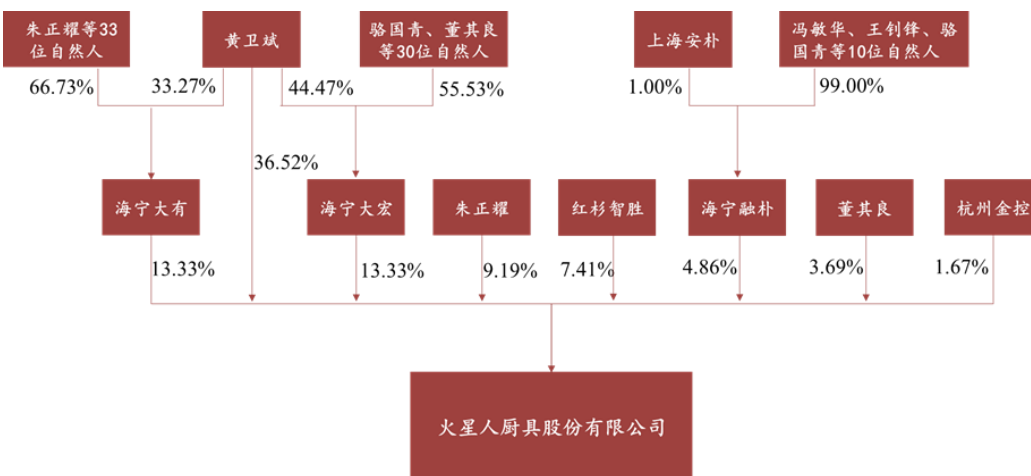 朱正耀等33
位自然人
黄卫斌
骆国青、董其良
等30位自然人
上海安朴
冯敏华、王钊锋、骆
国青等10位自然人
66.73%
33.27%
44.47%
55.53%
1.00%
99.00%
36.52%
海宁大有
海宁大宏
朱正耀
红杉智胜
海宁融朴
董其良
杭州金控
13.33%
13.33%
9.19%
7.41%
4.86%
3.69%
1.67%
火星人厨具股份有限公司